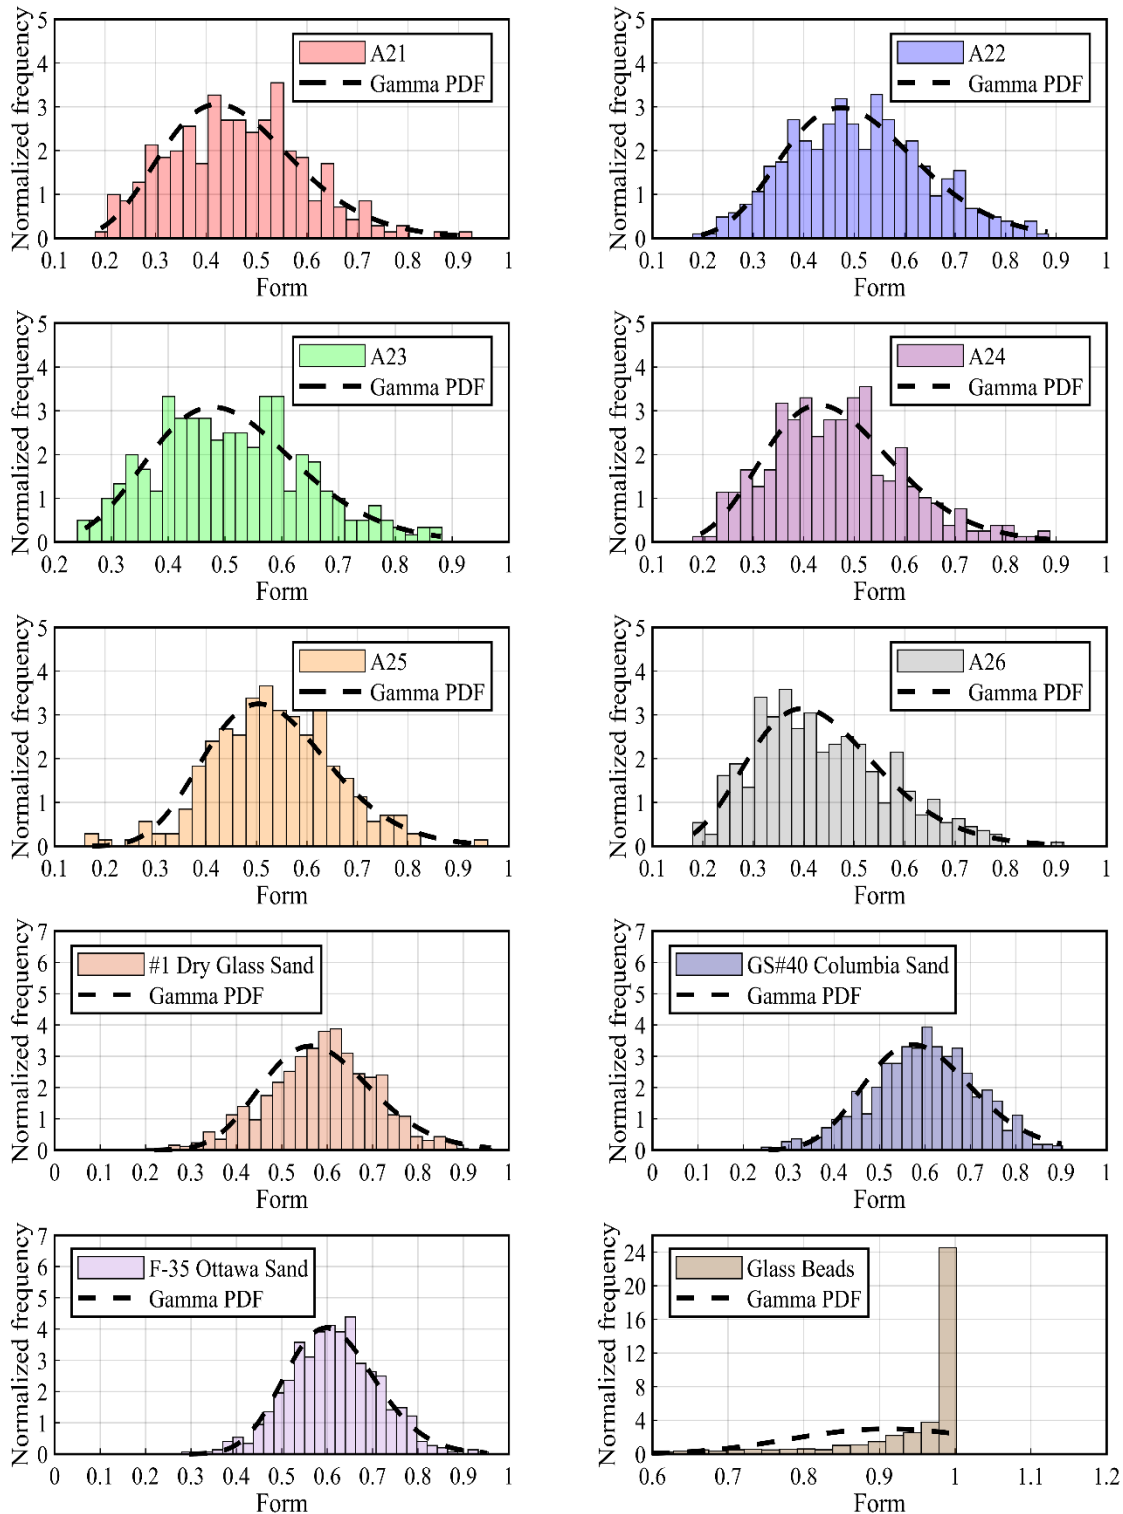 5
4
3
2
1
0
Normalized frequency
A21
Gamma PDF
0.1 0.2 0.3 0.4 0.5 0.6 0.7 0.8 0.9 1
Form
5
4
3
2
1
0
Normalized frequency
A22
Gamma PDF
0.1 0.2 0.3 0.4 0.5 0.6 0.7 0.8 0.9 1
Form
5
4
3
2
1
0
Normalized frequency
A23
Gamma PDF
0.2 0.3 0.4 0.5 0.6 0.7 0.8 0.9 1
Form
5
4
3
2
1
0
Normalized frequency
A24
Gamma PDF
0.1 0.2 0.3 0.4 0.5 0.6 0.7 0.8 0.9 1
Form
5
4
3
2
1
0
Normalized frequency
A25
Gamma PDF
0.1 0.2 0.3 0.4 0.5 0.6 0.7 0.8 0.9 1
Form
5
4
3
2
1
0
Normalized frequency
A26
Gamma PDF
0.1 0.2 0.3 0.4 0.5 0.6 0.7 0.8 0.9 1
Form
7
6
5
4
3
2
1
0
Normalized frequency
#1 Dry Glass Sand
Gamma PDF
0 0.1 0.2 0.3 0.4 0.5 0.6 0.7 0.8 0.9 1
Form
7
6
5
4
3
2
1
0
Normalized frequency
GS#40 Columbia Sand
Gamma PDF
0 0.1 0.2 0.3 0.4 0.5 0.6 0.7 0.8 0.9 1
Form
7
6
5
4
3
2
1
0
Normalized frequency
F-35 Ottawa Sand
Gamma PDF
0 0.1 0.2 0.3 0.4 0.5 0.6 0.7 0.8 0.9 1
Form
24
20
16
12
8
4
0
Normalized frequency
Glass Beads
Gamma PDF
0.6 0.7 0.8 0.9 1 1.1 1.2
Form